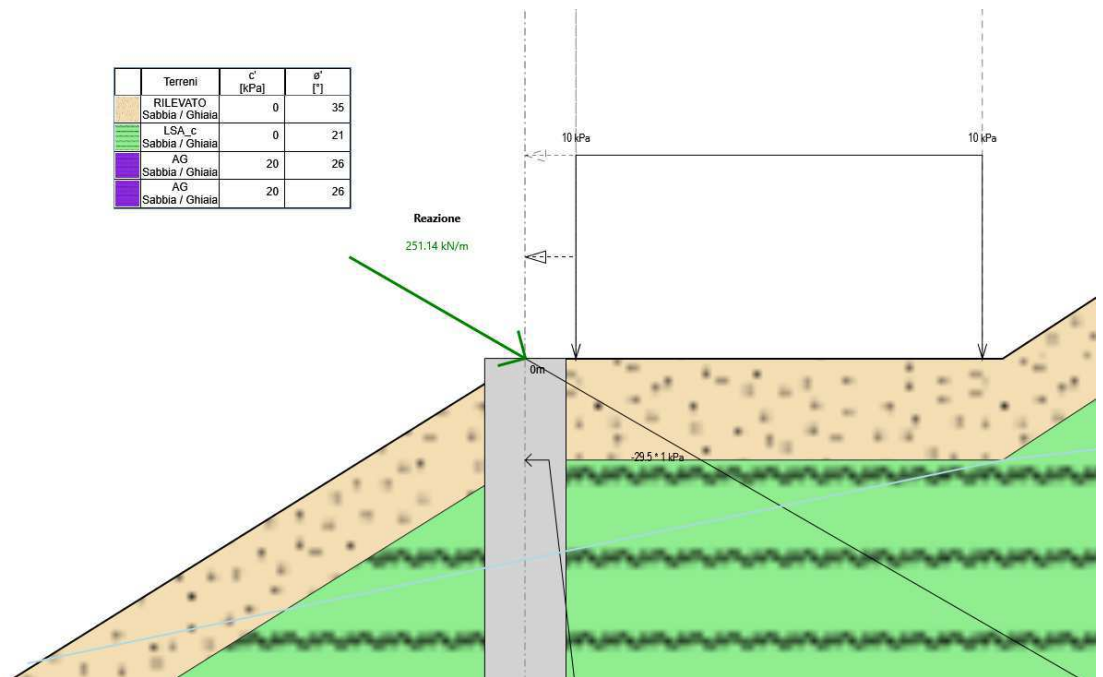 Terreni c' ø'
[kPa] [°]
RILEVATO
Sabbia / Ghiaia 0 35
LSA_c
Sabbia / Ghiaia 0 21
AG
Sabbia / Ghiaia 20 26
AG
Sabbia / Ghiaia 20 26
10 kPa 10 kPa
Reazione
251.14 kN/m
0m
-29.5 * 1 kPa